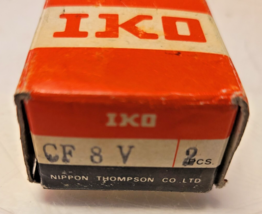 IKO
IKO
CF 8 V 2 PCS.
NIPPON THOMPSON CO. LTD